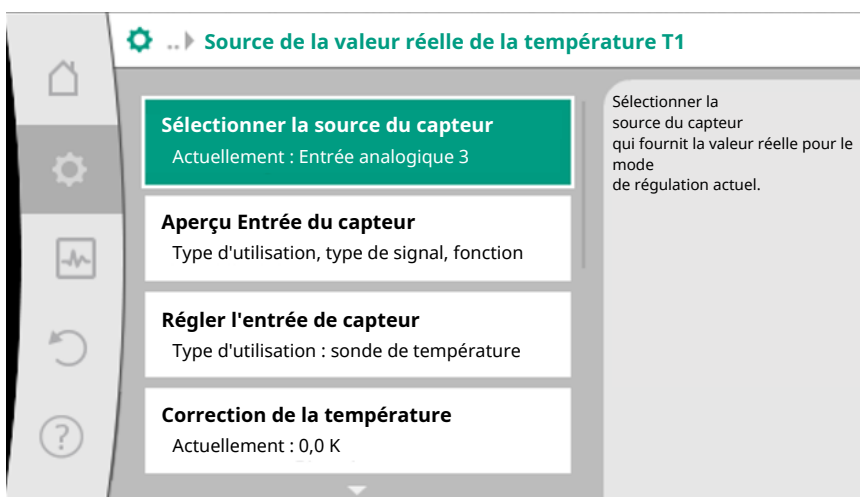 ..▸ Source de la valeur réelle de la température T1
Sélectionner la source du capteur
Actuellement : Entrée analogique 3
Aperçu Entrée du capteur
Type d'utilisation, type de signal, fonction
Régler l'entrée de capteur
Type d'utilisation : sonde de température
Correction de la température
Actuellement : 0,0 K
Sélectionner la
source du capteur
qui fournit la valeur réelle pour le
mode
de régulation actuel.
?